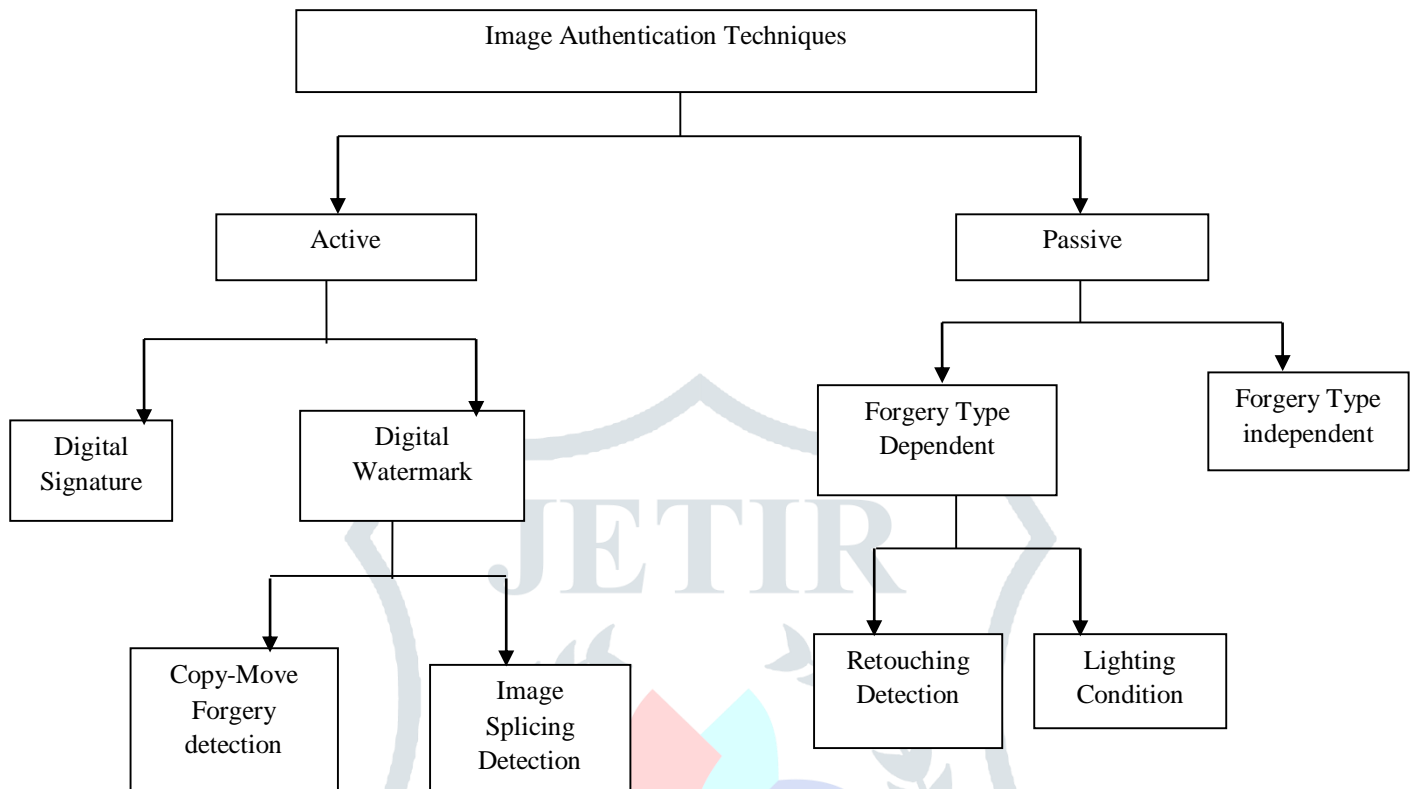 Image Authentication Techniques
Active
Passive
Digital
Signature
Digital
Watermark
Forgery Type
Dependent
Forgery Type
independent
JETIR
Copy-Move
Forgery
detection
Image
Splicing
Detection
Retouching
Detection
Lighting
Condition